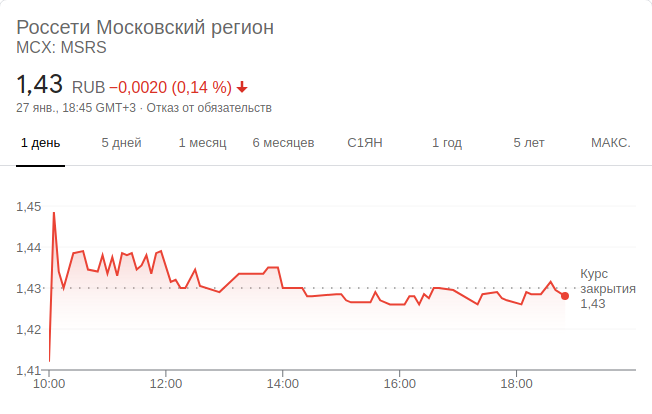 Россети Московский регион
MCX: MSRS
1,43 RUB −0,0020 (0,14 %)
27 янв., 18:45 GMT+3 · Отказ от обязательств
1 день 5 дней 1 месяц 6 месяцев С1ЯН 1 год 5 лет МАКС.
1,45
1,44
1,43
1,42
1,41
Курс
закрытия
1,43
10:00 12:00 14:00 16:00 18:00